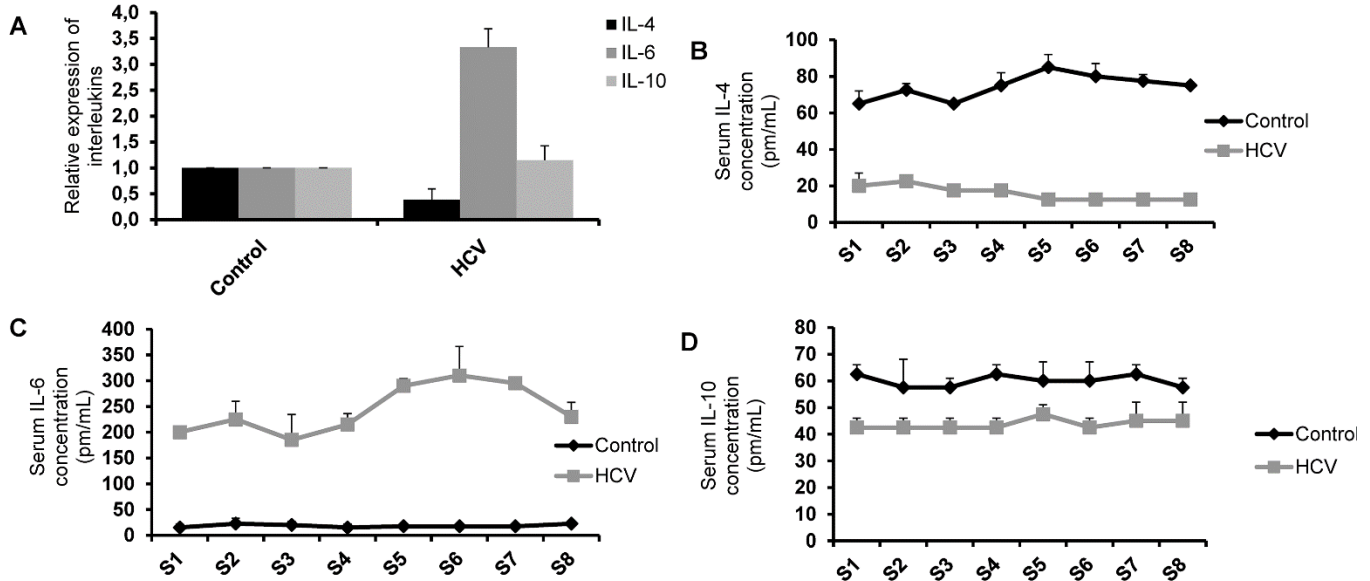 A
Relative expression of
interleukins
4,0
3,5
3,0
2,5
2,0
1,5
1,0
0,5
0,0
Control
HCV
IL-4
IL-6
IL-10
B
Serum IL-4
concentration
(pm/mL)
100
80
60
40
20
0
S1 S2 S3 S4 S5 S6 S7 S8
Control
HCV
C
Serum IL-6
concentration
(pm/mL)
400
350
300
250
200
150
100
50
0
S1 S2 S3 S4 S5 S6 S7 S8
Control
HCV
D
Serum IL-10
concentration
(pm/mL)
80
70
60
50
40
30
20
10
0
S1 S2 S3 S4 S5 S6 S7 S8
Control
HCV